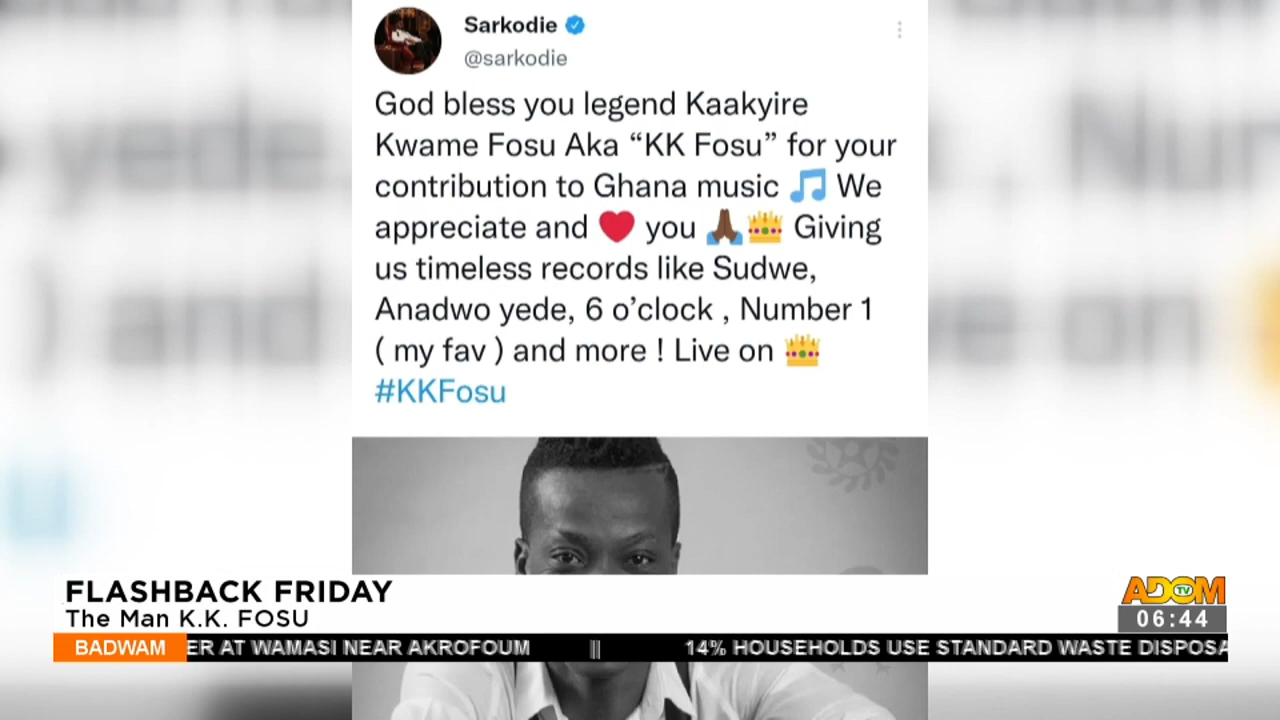 Sarkodie
@sarkodie
God bless you legend Kaakyire
Kwame Fosu Aka “KK Fosu” for your
contribution to Ghana music 🎵 We
appreciate and ❤️ you 🙏🏾👑 Giving
us timeless records like Sudwe,
Anadwo yede, 6 o’clock , Number 1
( my fav ) and more ! Live on 👑
#KKFosu
FLASHBACK FRIDAY
The Man K.K. FOSU
ADOM TV
06:44
BADWAM ER AT WAMASI NEAR AKROFOUM || 14% HOUSEHOLDS USE STANDARD WASTE DISPOSA